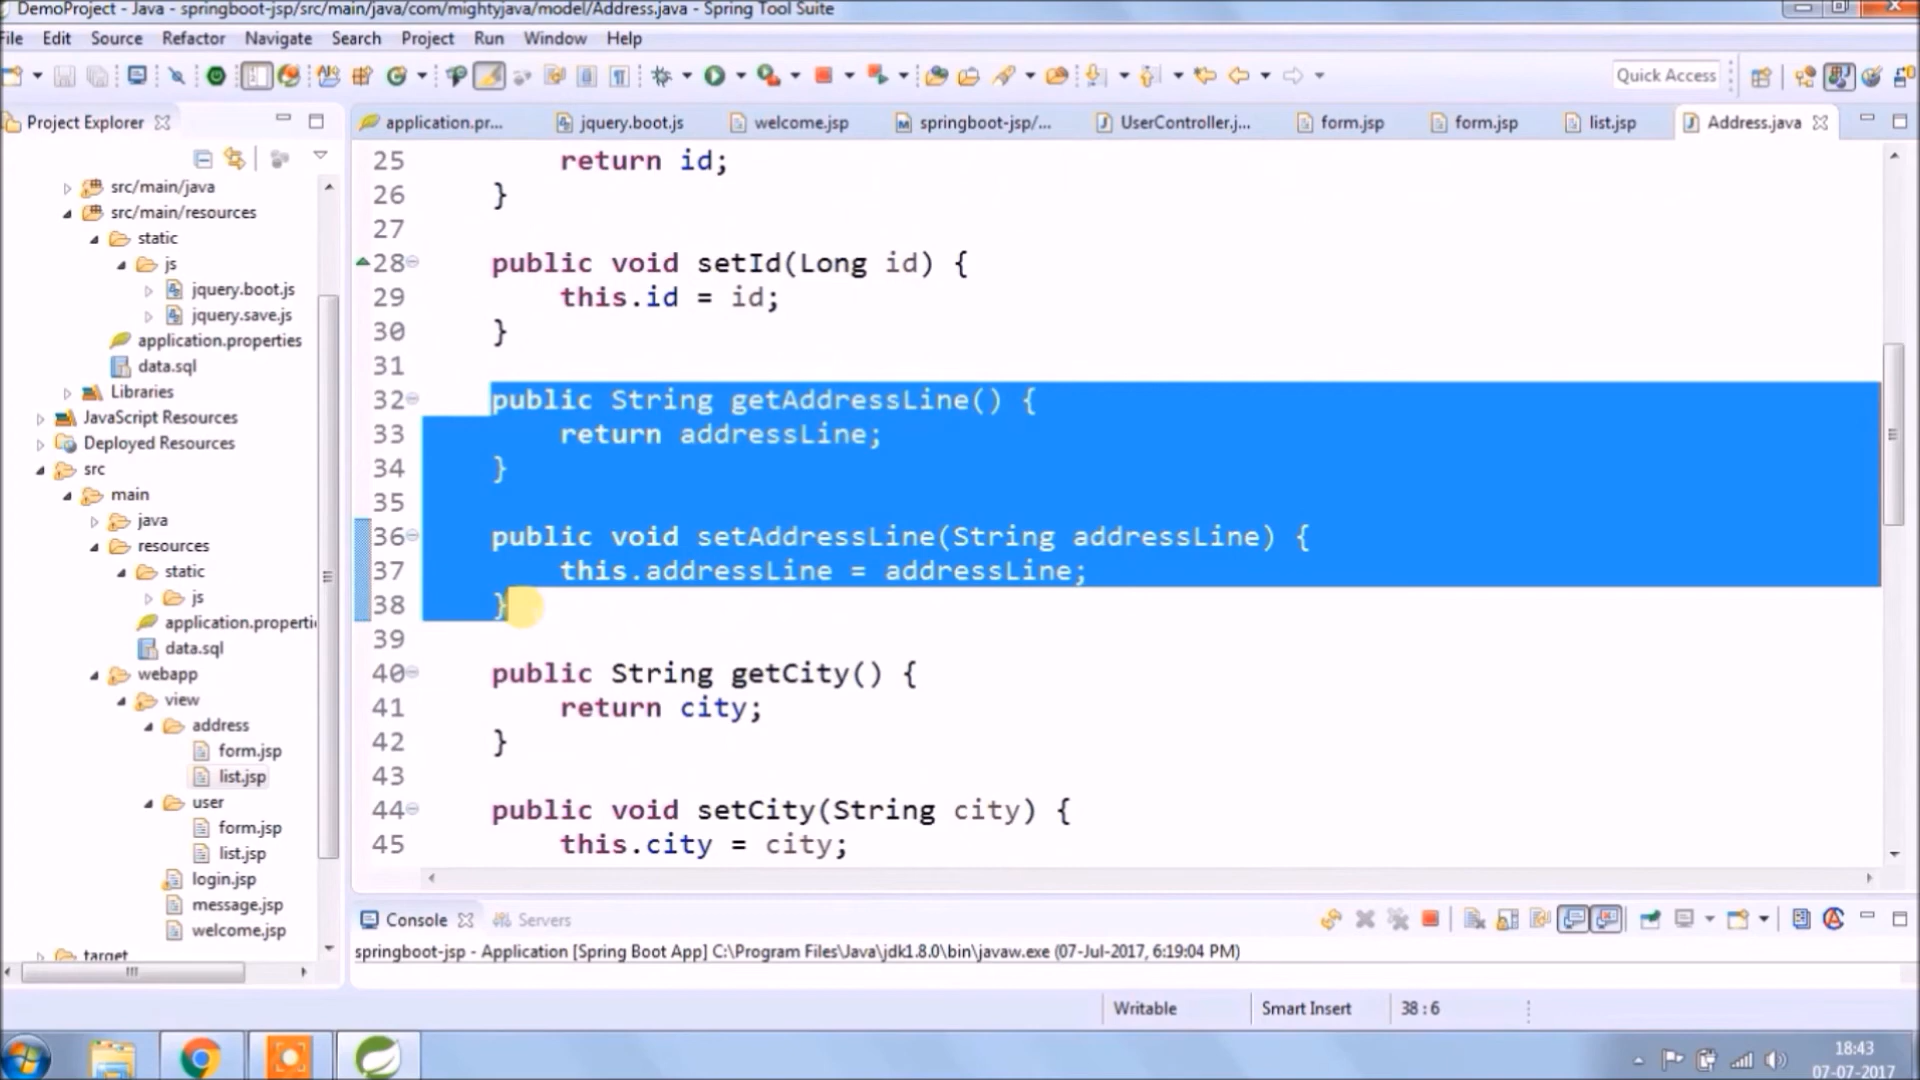 DemoProject - Java - springboot-jsp/src/main/java/com/mightyjava/model/Address.java - Spring Tool Suite
File Edit Source Refactor Navigate Search Project Run Window Help
Quick Access
Project Explorer
application.pr...
jquery.boot.js
welcome.jsp
springboot-jsp/...
UserController.j...
form.jsp
form.jsp
list.jsp
Address.java
src/main/java
src/main/resources
static
js
jquery.boot.js
jquery.save.js
application.properties
data.sql
Libraries
JavaScript Resources
Deployed Resources
src
main
java
resources
static
js
application.properti
data.sql
webapp
view
address
form.jsp
list.jsp
user
form.jsp
list.jsp
login.jsp
message.jsp
welcome.jsp
target
25 return id;
26 }
27
28 public void setId(Long id) {
29 this.id = id;
30 }
31
32 public String getAddressLine() {
33 return addressLine;
34 }
35
36 public void setAddressLine(String addressLine) {
37 this.addressLine = addressLine;
38 }
39
40 public String getCity() {
41 return city;
42 }
43
44 public void setCity(String city) {
45 this.city = city;
Console
Servers
springboot-jsp - Application [Spring Boot App] C:\Program Files\Java\jdk1.8.0\bin\javaw.exe (07-Jul-2017, 6:19:04 PM)
Writable
Smart Insert
38 : 6
18:43
07-07-2017